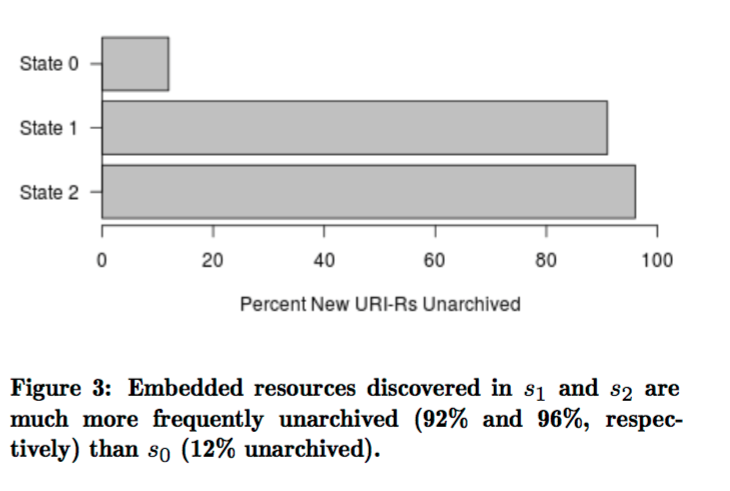 State 0
State 1
State 2
0 20 40 60 80 100
Percent New URI-Rs Unarchived
Figure 3: Embedded resources discovered in s1 and s2 are
much more frequently unarchived (92% and 96%, respec-
tively) than s0 (12% unarchived).